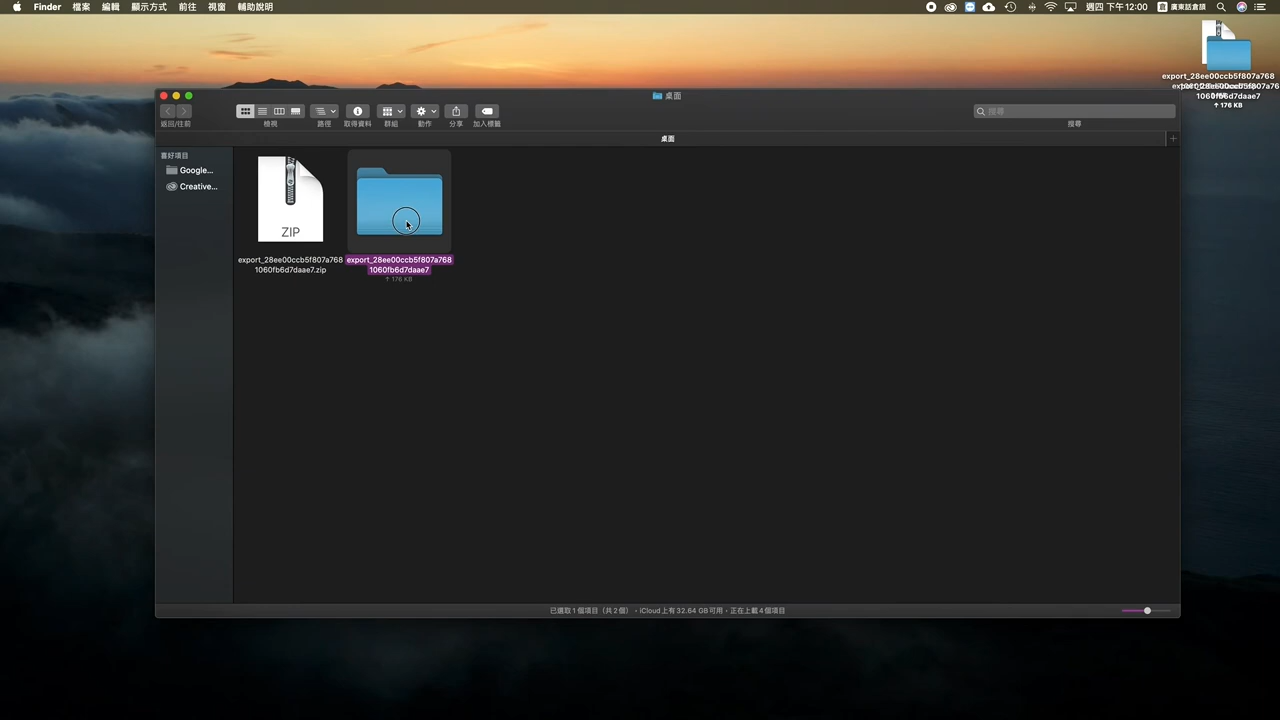 Finder 檔案 編輯 顯示方式 前往 視窗 輔助說明
週四 下午12:00 廣東話倉頡
export_28ee00ccb5f807a768
1060fb6d7daae7
↑ 176 KB
桌面
返回/往前 檢視 路徑 取得資料 群組 動作 分享 加入標籤 搜尋
搜尋
桌面
喜好項目
Google...
Creative...
ZIP
export_28ee00ccb5f807a768
1060fb6d7daae7.zip
export_28ee00ccb5f807a768
1060fb6d7daae7
↑ 176 KB
已選取 1 個項目（共 2 個），iCloud 上有 32.64 GB 可用，正在上載 4 個項目